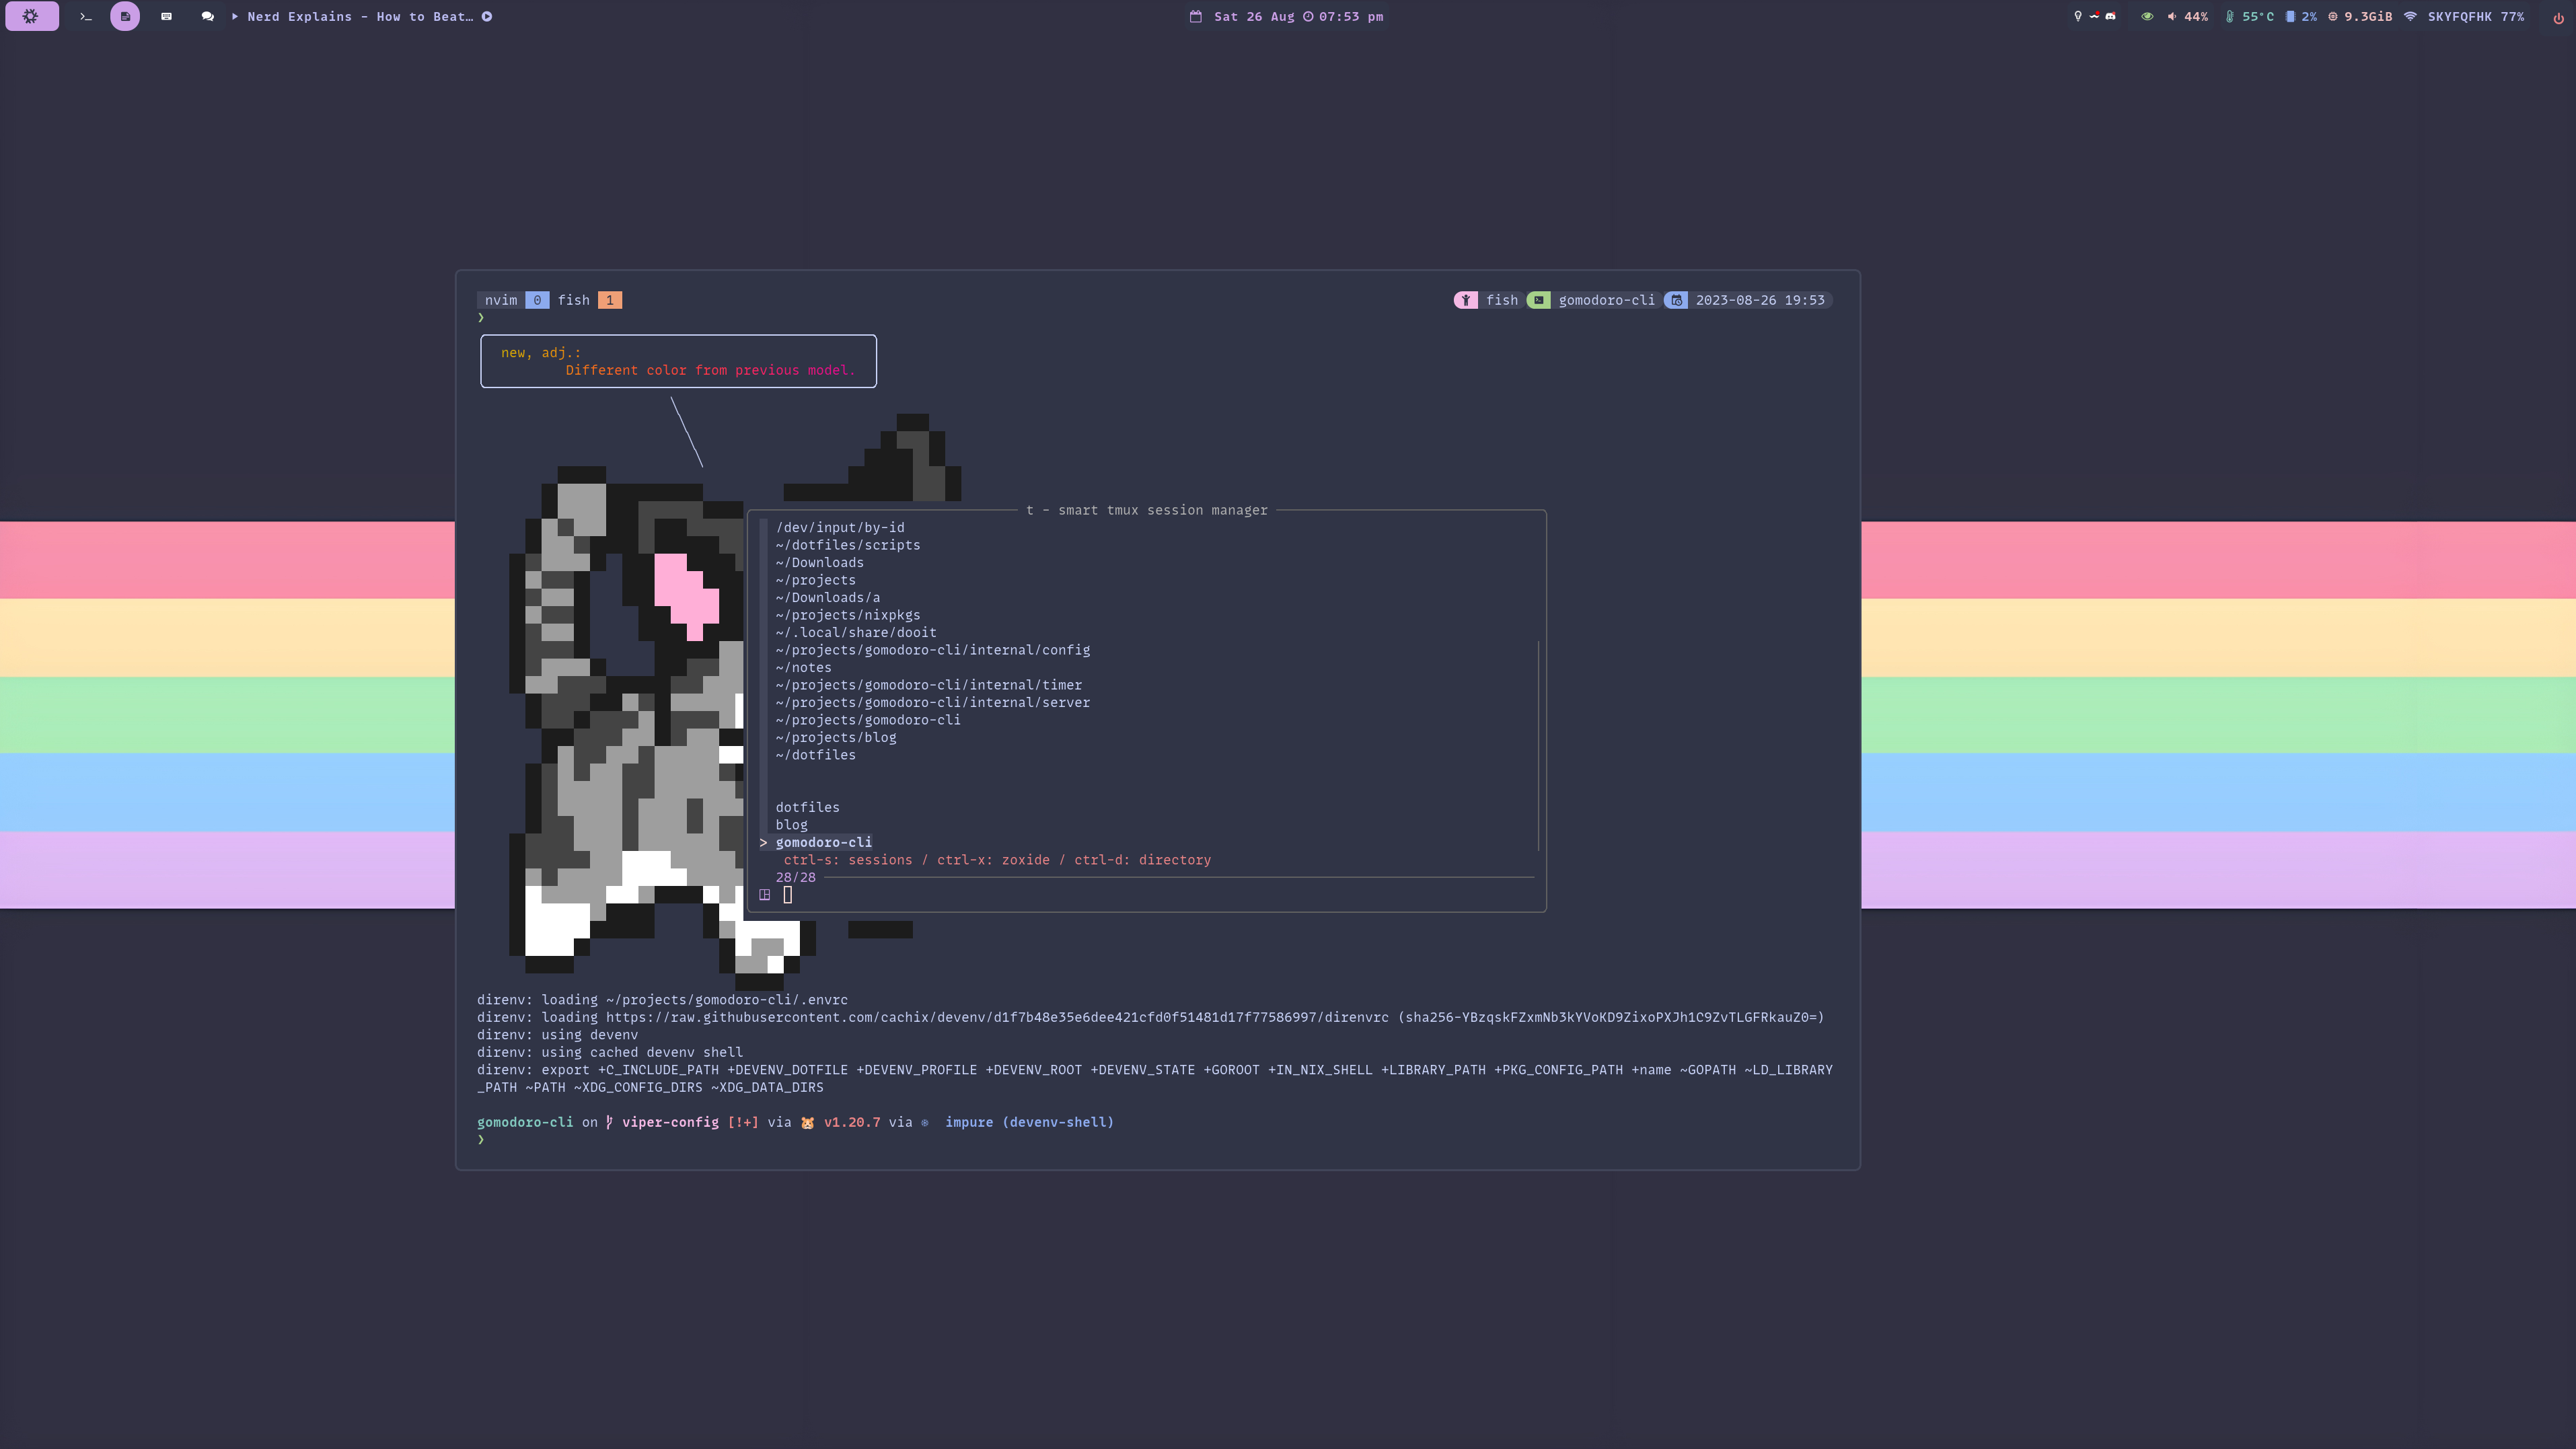 Nerd Explains - How to Beat…
Sat 26 Aug 07:53 pm
44% 55°C 2% 9.3GiB SKYFQFHK 77%
nvim 0 fish 1
fish gomodoro-cli 2023-08-26 19:53
❯
new, adj.:
Different color from previous model.
t - smart tmux session manager
/dev/input/by-id
~/dotfiles/scripts
~/Downloads
~/projects
~/Downloads/a
~/projects/nixpkgs
~/.local/share/dooit
~/projects/gomodoro-cli/internal/config
~/notes
~/projects/gomodoro-cli/internal/timer
~/projects/gomodoro-cli/internal/server
~/projects/gomodoro-cli
~/projects/blog
~/dotfiles
dotfiles
blog
> gomodoro-cli
ctrl-s: sessions / ctrl-x: zoxide / ctrl-d: directory
28/28
direnv: loading ~/projects/gomodoro-cli/.envrc
direnv: loading https://raw.githubusercontent.com/cachix/devenv/d1f7b48e35e6dee421cfd0f51481d17f77586997/direnvrc (sha256-YBzqskFZxmNb3kYVoKD9ZixoPXJh1C9ZvTLGFRkauZ0=)
direnv: using devenv
direnv: using cached devenv shell
direnv: export +C_INCLUDE_PATH +DEVENV_DOTFILE +DEVENV_PROFILE +DEVENV_ROOT +DEVENV_STATE +GOROOT +IN_NIX_SHELL +LIBRARY_PATH +PKG_CONFIG_PATH +name ~GOPATH ~LD_LIBRARY
_PATH ~PATH ~XDG_CONFIG_DIRS ~XDG_DATA_DIRS
gomodoro-cli on viper-config [!+] via 🐹 v1.20.7 via ❄ impure (devenv-shell)
❯